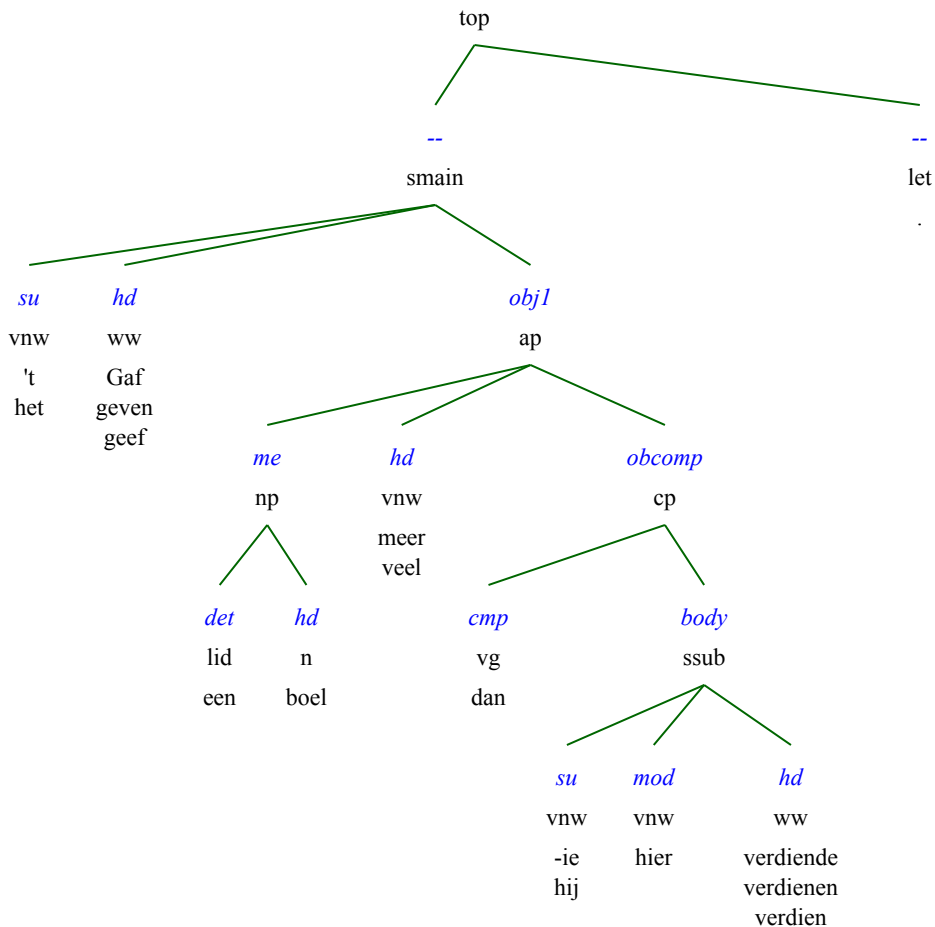 top
-- --
smain let
.
su hd obj1
vnw ww ap
't Gaf
het geven
geef
me hd obcomp
np vnw cp
meer
veel
det hd cmp body
lid n vg ssub
een boel dan
su mod hd
vnw vnw ww
-ie hier verdiende
hij verdienen
verdien